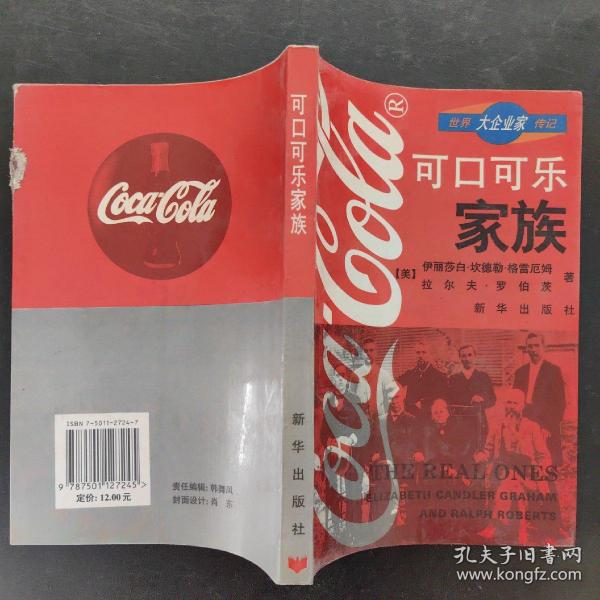 Coca-Cola
ISBN 7-5011-2724-7
9 787501 127245 >
定价: 12.00 元
责任编辑: 韩舞凤
封面设计: 肖 东
可口可乐家族
新华出版社
Coca-Cola®
世界 大企业家 传记
可口可乐
家族
【美】伊丽莎白·坎德勒·格雷厄姆
拉尔夫·罗伯茨 著
新华出版社
THE REAL ONES
ELIZABETH CANDLER GRAHAM
AND RALPH ROBERTS
孔夫子旧书网
www.kongfz.com